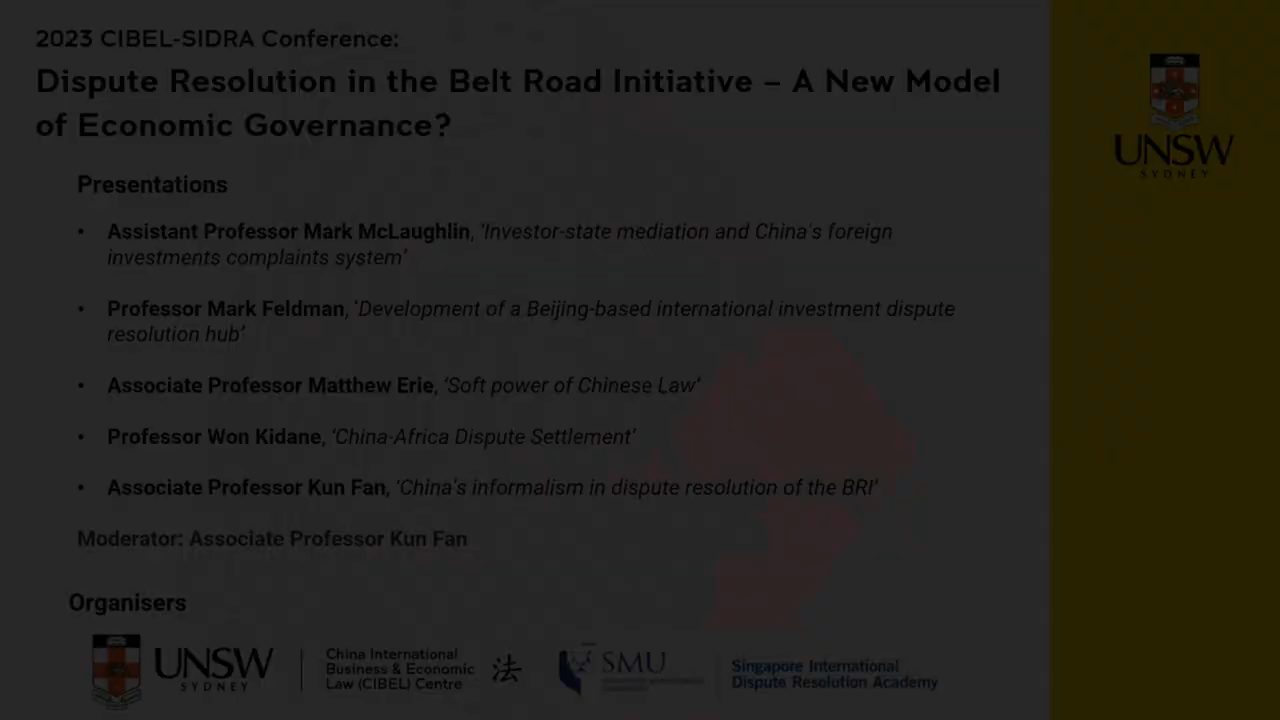 2023 CIBEL-SIDRA Conference:
Dispute Resolution in the Belt Road Initiative – A New Model
of Economic Governance?
UNSW
SYDNEY
Presentations
• Assistant Professor Mark McLaughlin, ‘Investor-state mediation and China's foreign
investments complaints system’
• Professor Mark Feldman, ‘Development of a Beijing-based international investment dispute
resolution hub’
• Associate Professor Matthew Erie, ‘Soft power of Chinese Law’
• Professor Won Kidane, ‘China-Africa Dispute Settlement’
• Associate Professor Kun Fan, ‘China's informalism in dispute resolution of the BRI’
Moderator: Associate Professor Kun Fan
Organisers
UNSW
SYDNEY
China International
Business & Economic
Law (CIBEL) Centre
法
SMU
Singapore International
Dispute Resolution Academy